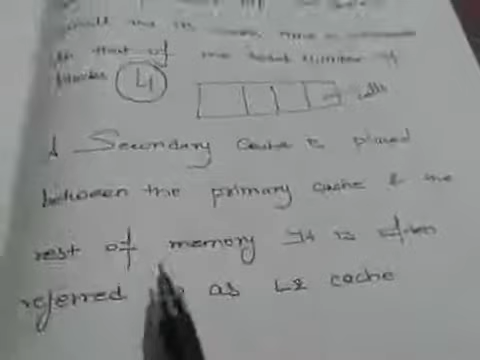 that of the total number of
blocks L1 cells
A Secondary cache is placed
between the primary cache & the
rest of memory It is often
referred to as L2 cache